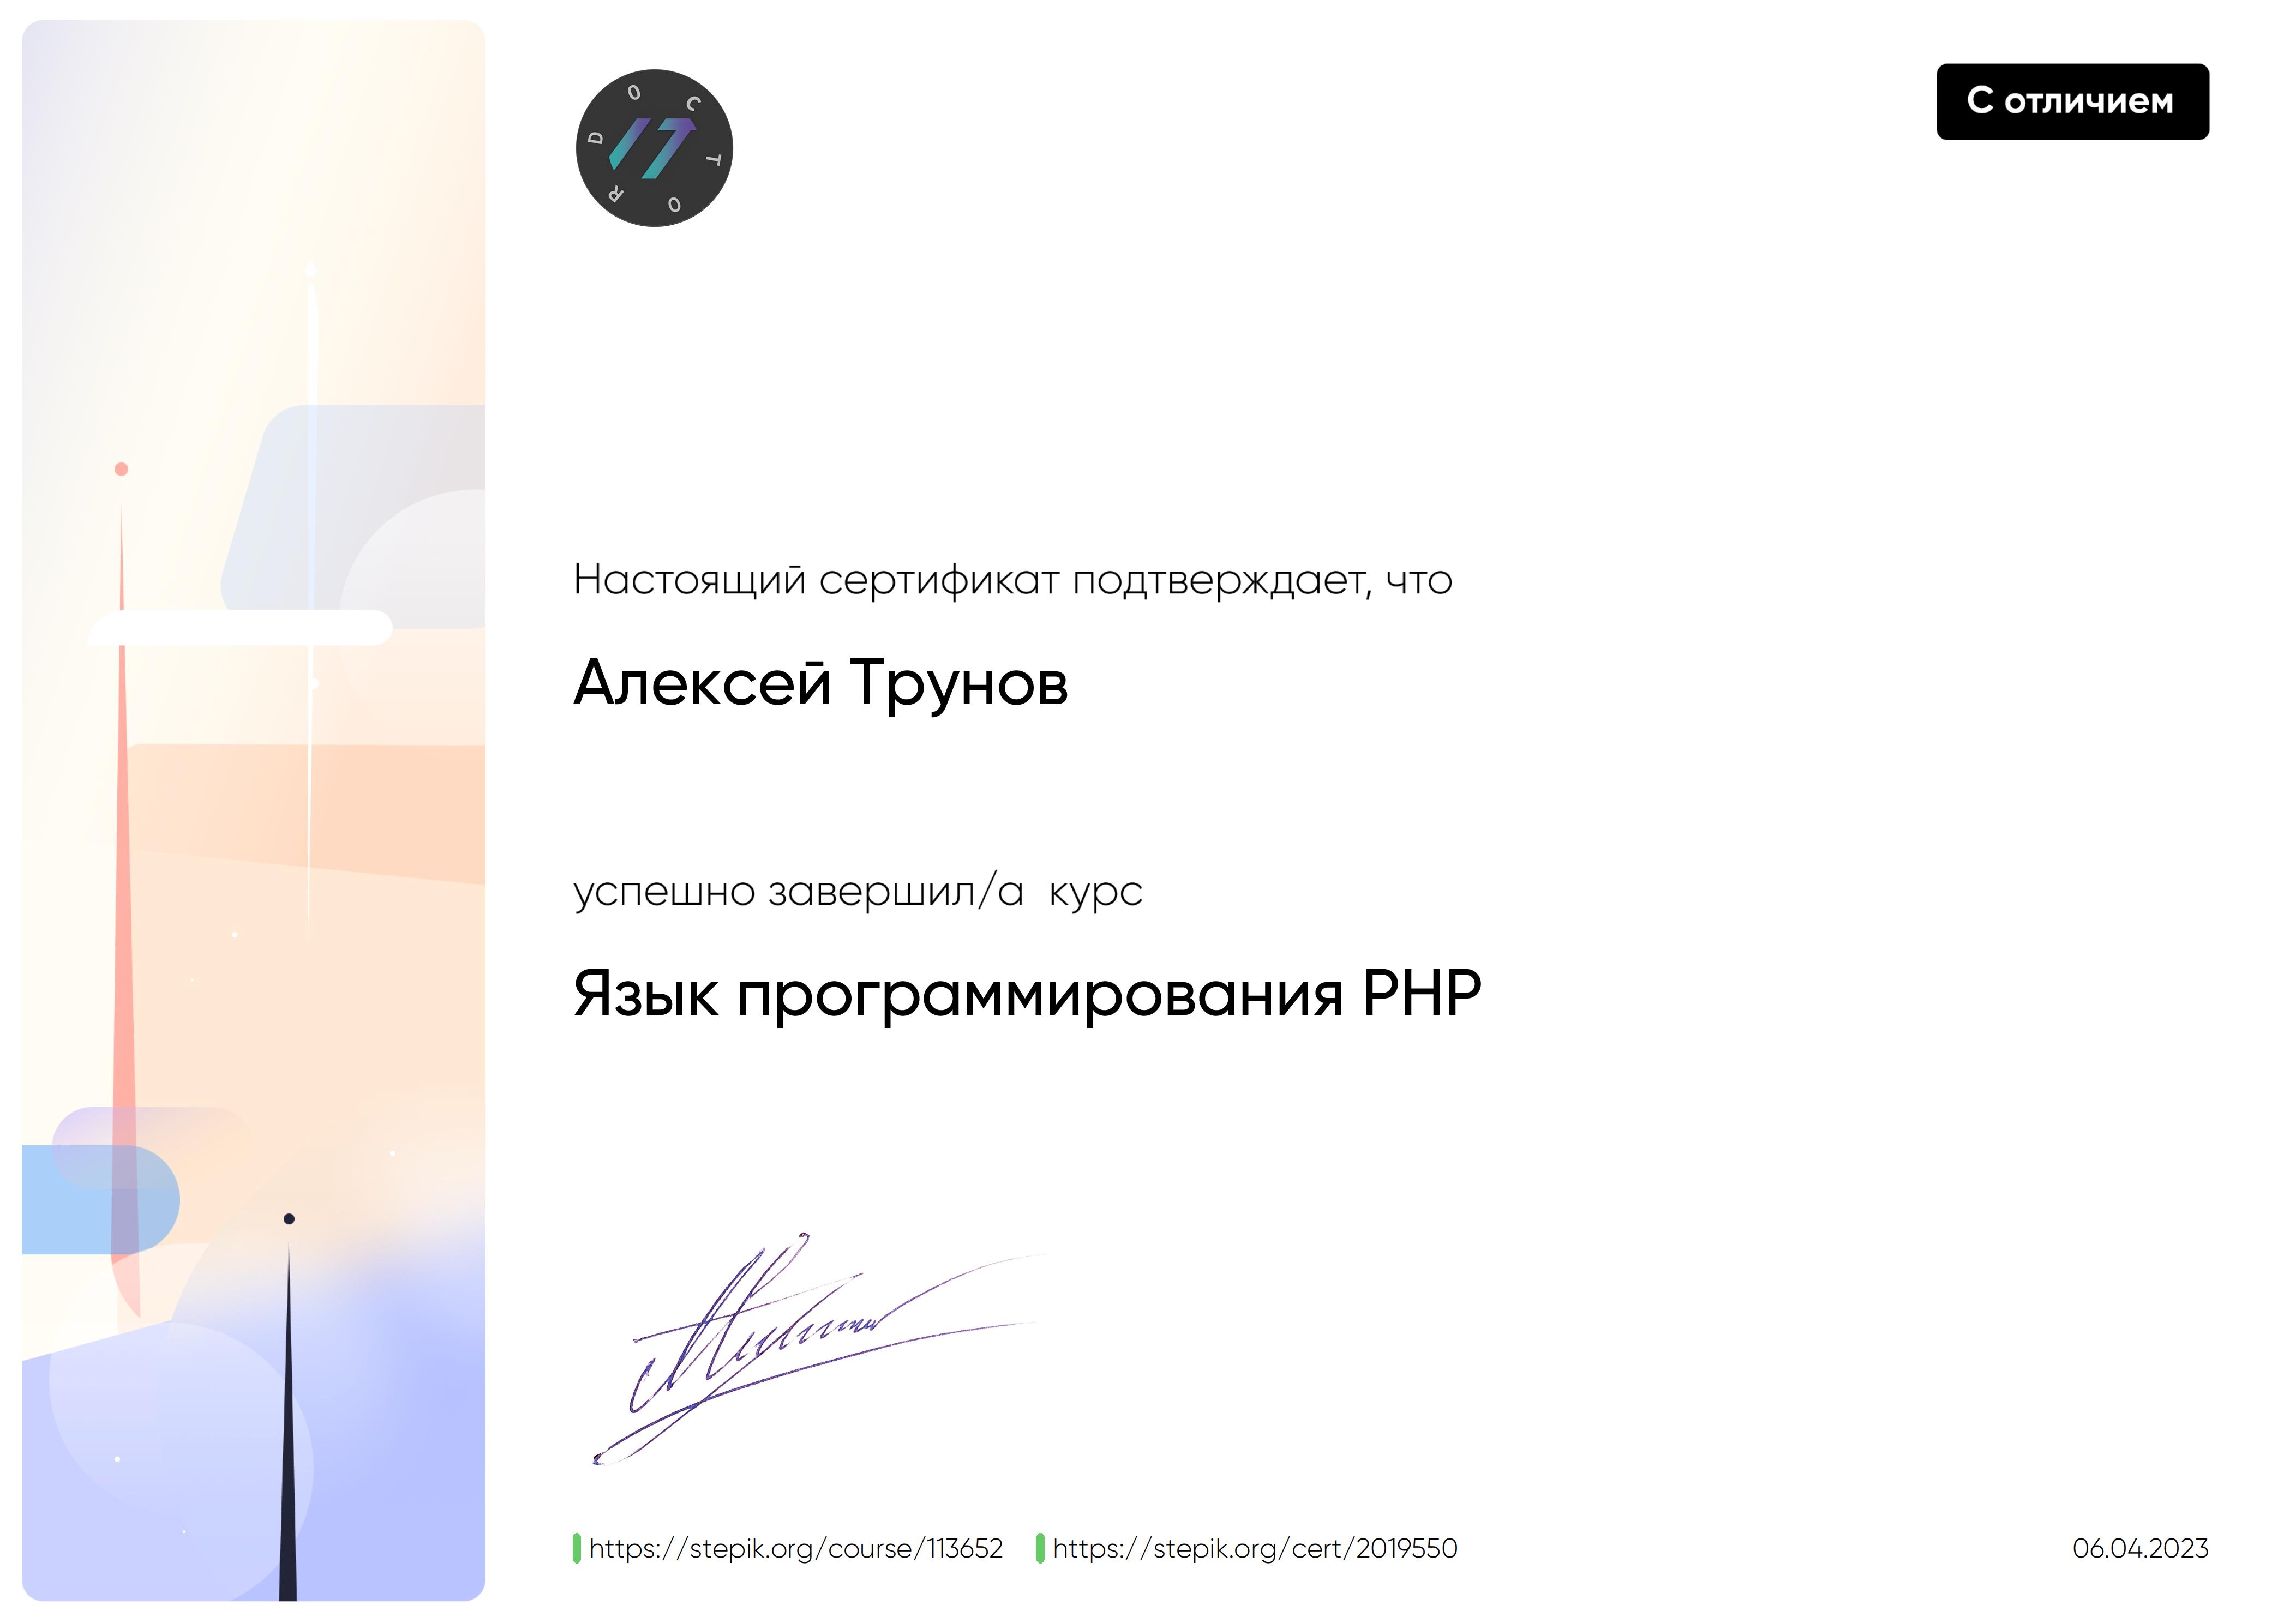 DOCTOR
IT
С отличием
Настоящий сертификат подтверждает, что
Алексей Трунов
успешно завершил/а курс
Язык программирования PHP
https://stepik.org/course/113652 https://stepik.org/cert/2019550
06.04.2023